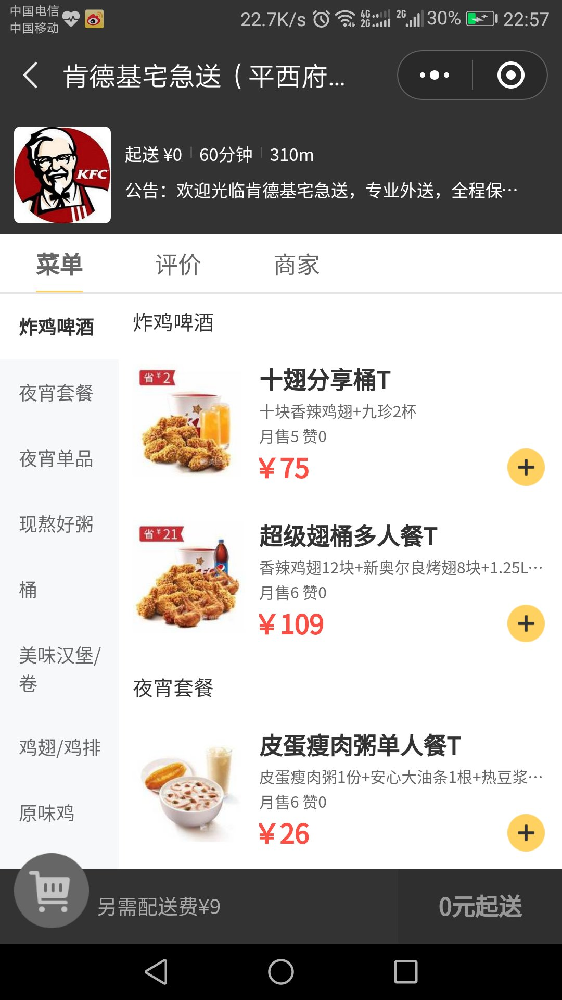 中国电信
中国移动
22.7K/s 4G 2G 2G 30% 22:57
肯德基宅急送（平西府...
KFC
起送 ¥0 60分钟 310m
公告：欢迎光临肯德基宅急送，专业外送，全程保…
菜单 评价 商家
炸鸡啤酒
夜宵套餐
夜宵单品
现熬好粥
桶
美味汉堡/
卷
鸡翅/鸡排
原味鸡
炸鸡啤酒
省¥2
十翅分享桶T
十块香辣鸡翅+九珍2杯
月售5 赞0
¥75
省¥21
超级翅桶多人餐T
香辣鸡翅12块+新奥尔良烤翅8块+1.25L…
月售6 赞0
¥109
夜宵套餐
皮蛋瘦肉粥单人餐T
皮蛋瘦肉粥1份+安心大油条1根+热豆浆…
月售6 赞0
¥26
另需配送费¥9
0元起送